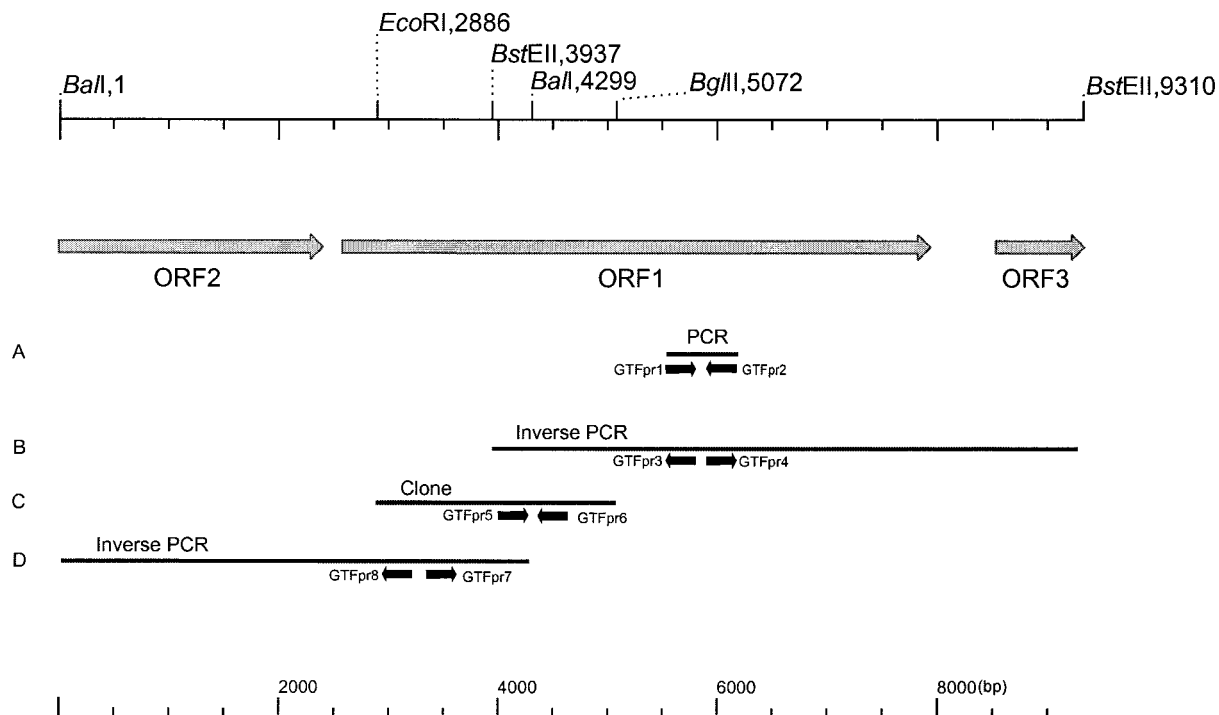 EcoRI,2886
BstEII,3937
BalI,1
BalI,4299
BglII,5072
BstEII,9310
ORF2
ORF1
ORF3
A
PCR
GTFpr1
GTFpr2
B
Inverse PCR
GTFpr3
GTFpr4
C
Clone
GTFpr5
GTFpr6
D
Inverse PCR
GTFpr8
GTFpr7
2000
4000
6000
8000(bp)